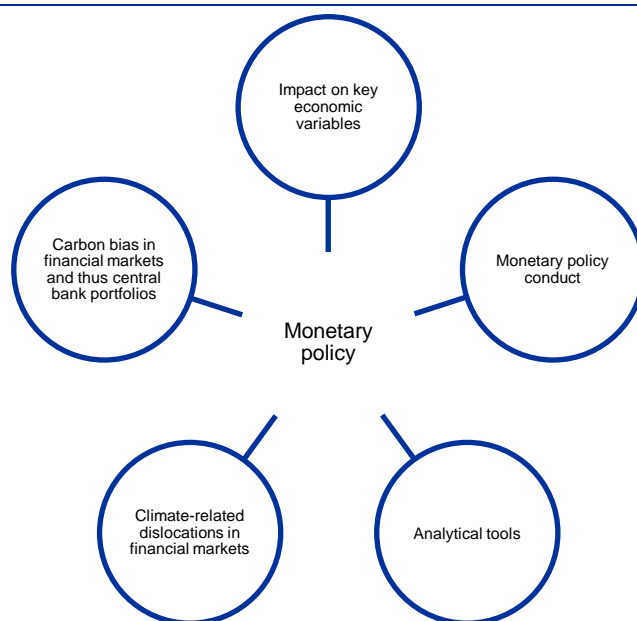 Impact on key
economic
variables
Carbon bias in
financial markets
and thus central
bank portfolios
Monetary policy
conduct
Monetary
policy
Climate-related
dislocations in
financial markets
Analytical tools